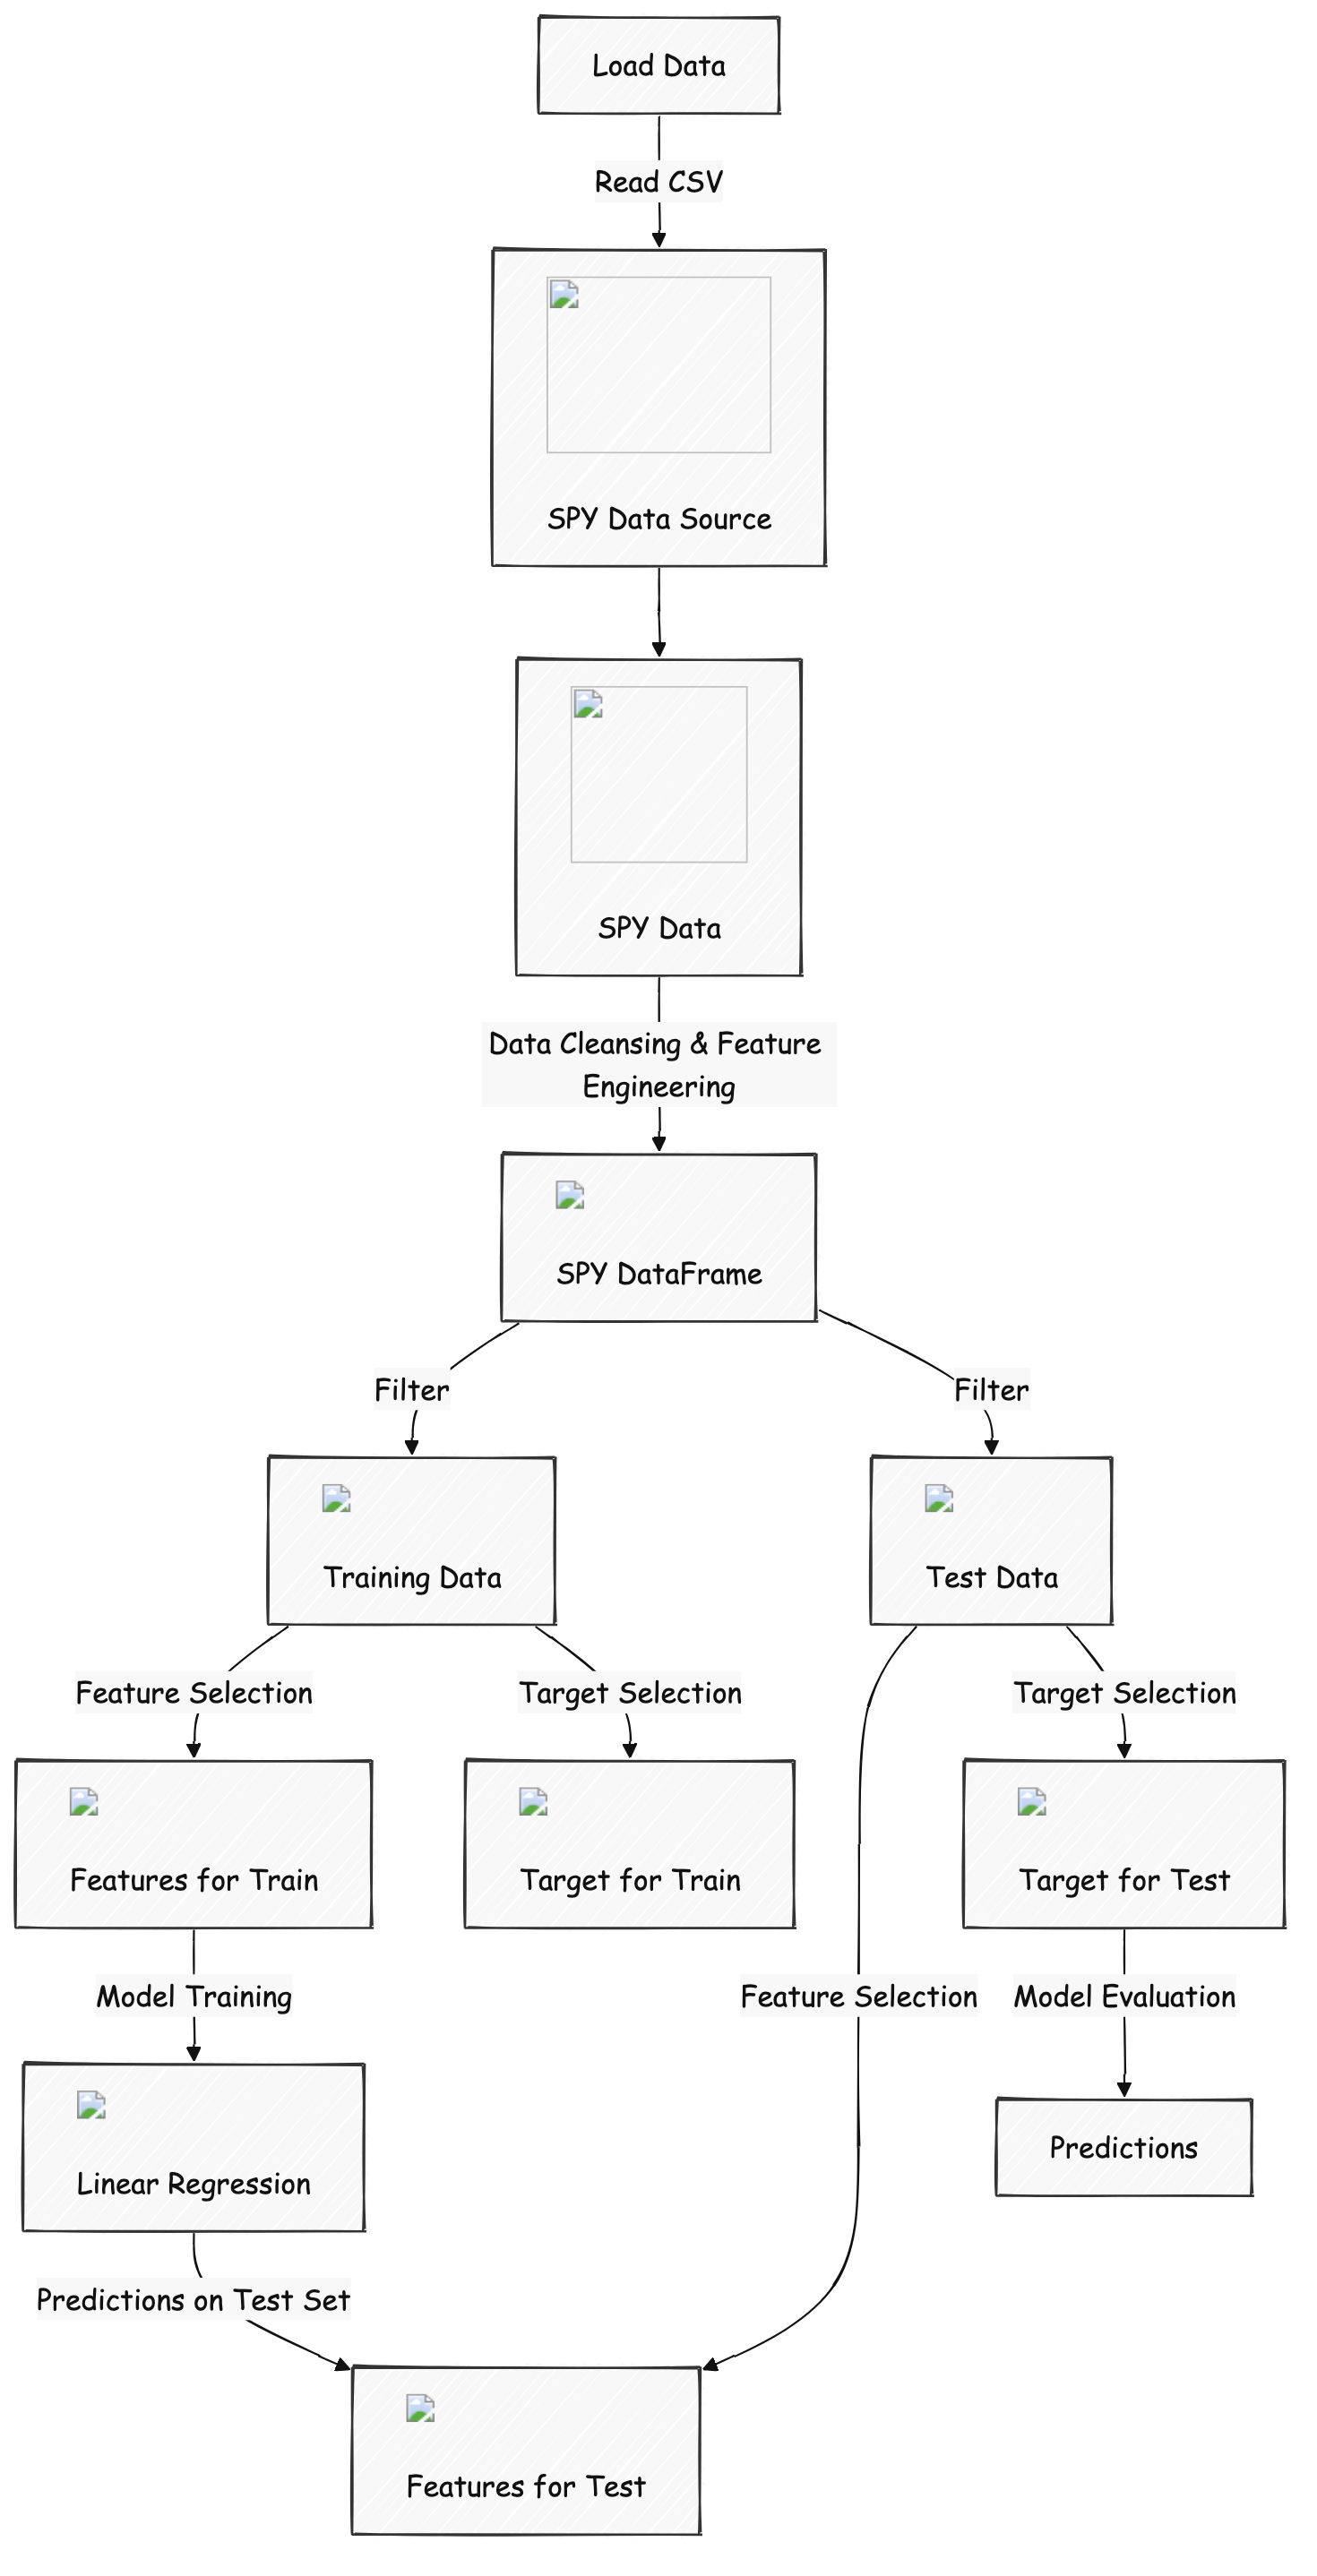 Load Data
Read CSV
SPY Data Source
SPY Data
Data Cleansing & Feature
Engineering
SPY DataFrame
Filter
Filter
Training Data
Test Data
Feature Selection
Target Selection
Target Selection
Features for Train
Target for Train
Target for Test
Model Training
Feature Selection
Model Evaluation
Predictions
Linear Regression
Predictions on Test Set
Features for Test